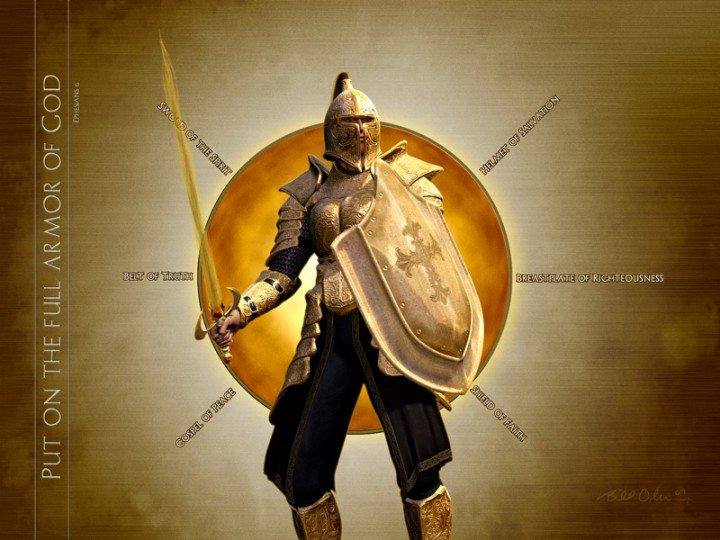 Put on the full armor of God
Ephesians 6
Sword of the Spirit
Helmet of Salvation
Belt of Truth
Breastlate of Righteousness
Gospel of Peace
Shield of Faith